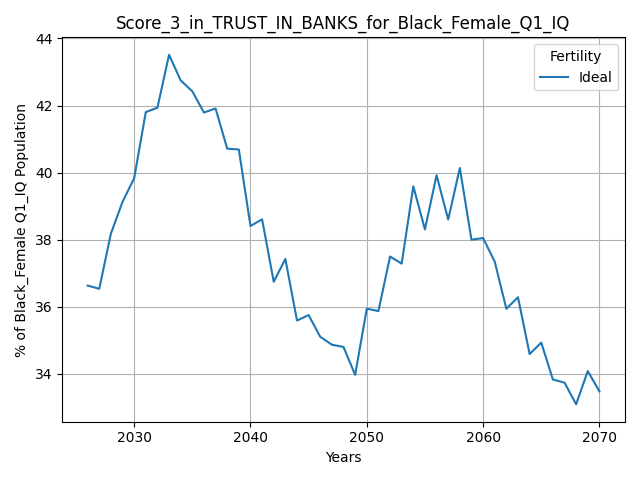 Score_3_in_TRUST_IN_BANKS_for_Black_Female_Q1_IQ
% of Black_Female Q1_IQ Population
44
42
40
38
36
34
Fertility
Ideal
2030 2040 2050 2060 2070
Years